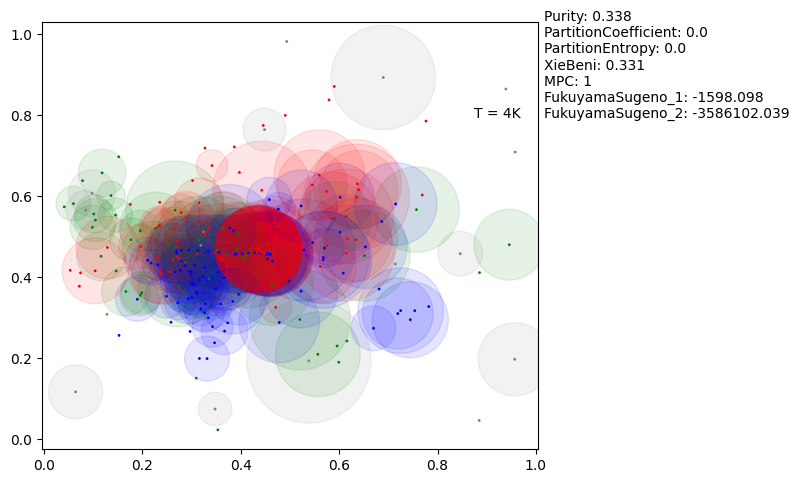 Purity: 0.338
PartitionCoefficient: 0.0
PartitionEntropy: 0.0
XieBeni: 0.331
MPC: 1
FukuyamaSugeno_1: -1598.098
FukuyamaSugeno_2: -3586102.039
T = 4K
1.0
0.8
0.6
0.4
0.2
0.0
0.0 0.2 0.4 0.6 0.8 1.0